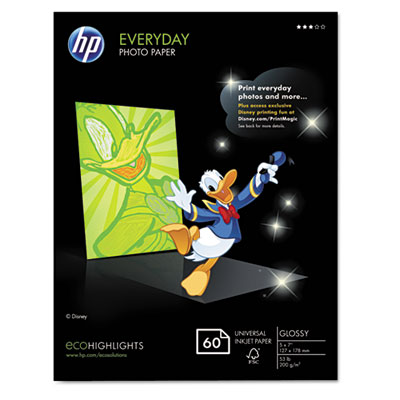 hp
EVERYDAY
PHOTO PAPER
Print everyday
photos and more...
Plus access exclusive
Disney printing fun at
Disney.com/PrintMagic
See back for more details.
© Disney
ecoHIGHLIGHTS
www.hp.com/ecosolutions
60
UNIVERSAL
INKJET PAPER
FSC
GLOSSY
5 x 7"
127 x 178 mm
53 lb
200 g/m²